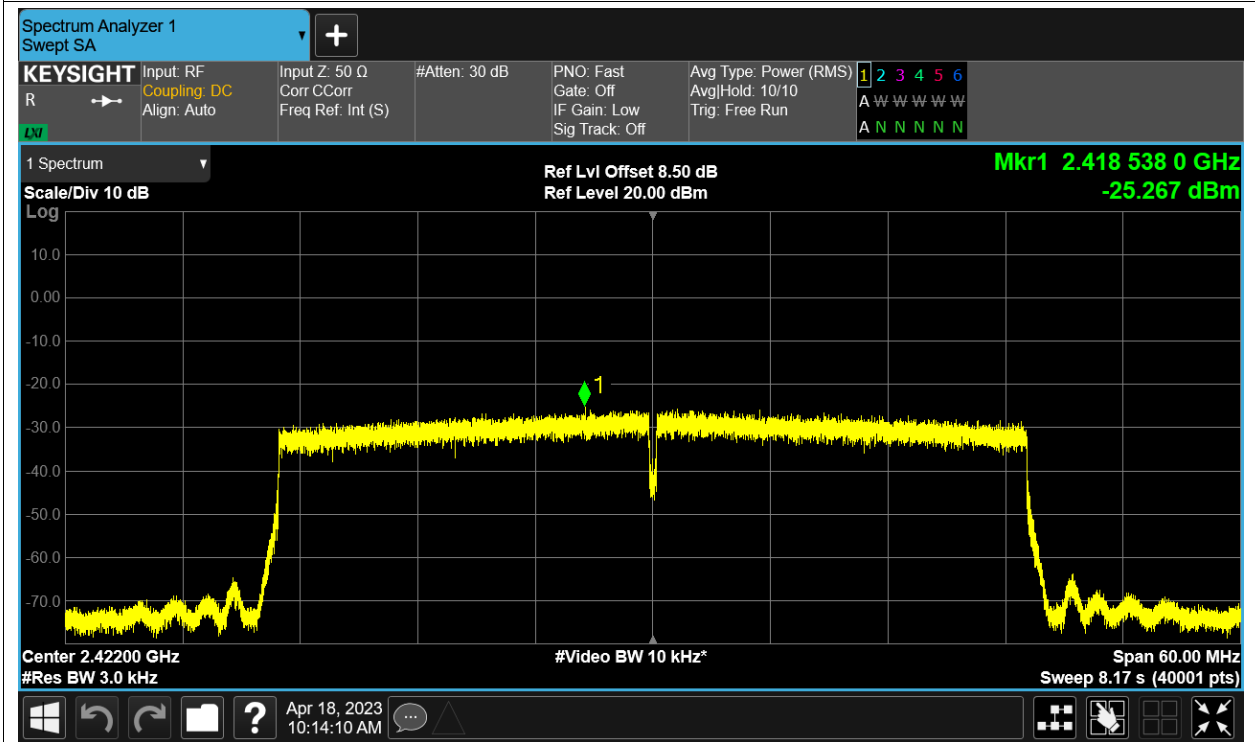 Spectrum Analyzer 1
Swept SA
+
KEYSIGHT
R
LXI
Input: RF
Coupling: DC
Align: Auto
Input Z: 50 Ω
Corr CCorr
Freq Ref: Int (S)
#Atten: 30 dB
PNO: Fast
Gate: Off
IF Gain: Low
Sig Track: Off
Avg Type: Power (RMS)
Avg|Hold: 10/10
Trig: Free Run
1 2 3 4 5 6
A W W W W W
A N N N N N
1 Spectrum
Scale/Div 10 dB
Log
Ref Lvl Offset 8.50 dB
Ref Level 20.00 dBm
Mkr1 2.418 538 0 GHz
-25.267 dBm
10.0
0.00
-10.0
-20.0
-30.0
-40.0
-50.0
-60.0
-70.0
1
Center 2.42200 GHz
#Res BW 3.0 kHz
#Video BW 10 kHz*
Span 60.00 MHz
Sweep 8.17 s (40001 pts)
?
Apr 18, 2023
10:14:10 AM